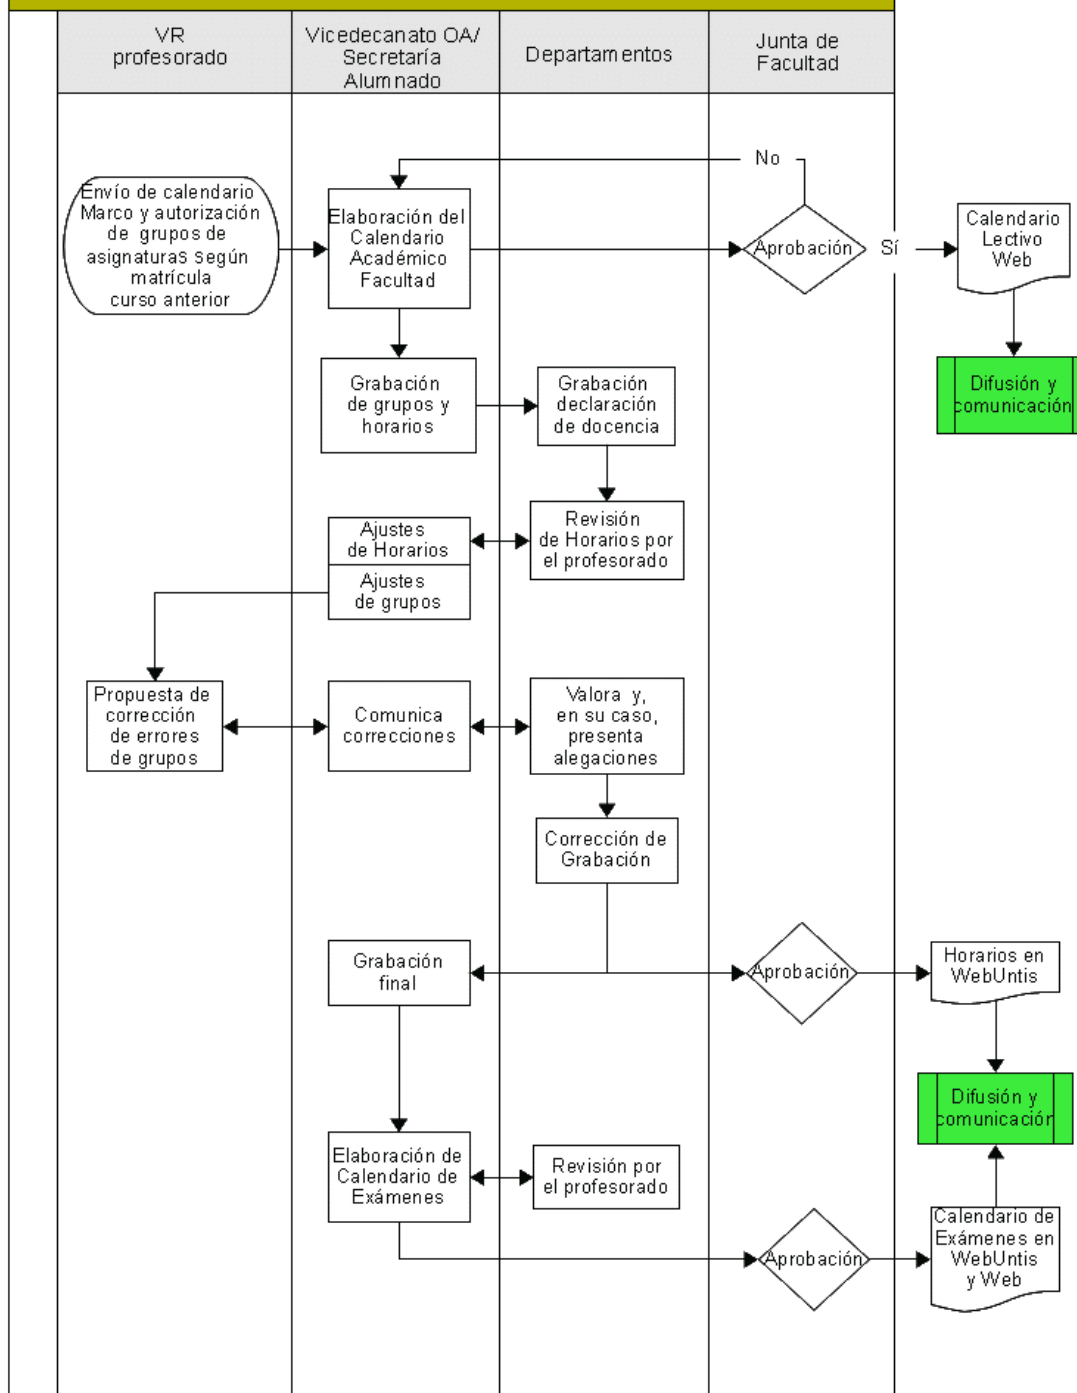 VR
profesorado
Vicedecanato OA/
Secretaría
Alumnado
Departamentos
Junta de
Facultad
No
Envío de calendario
Marco y autorización
de grupos de
asignaturas según
matrícula
curso anterior
Elaboración del
Calendario
Académico
Facultad
Aprobación
Sí
Calendario
Lectivo
Web
Difusión y
comunicación
Grabación
de grupos y
horarios
Grabación
declaración
de docencia
Ajustes
de Horarios
Revisión
de Horarios por
el profesorado
Ajustes
de grupos
Propuesta de
corrección
de errores
de grupos
Comunica
correcciones
Valora y,
en su caso,
presenta
alegaciones
Corrección de
Grabación
Grabación
final
Aprobación
Horarios en
WebUntis
Difusión y
comunicación
Elaboración de
Calendario de
Exámenes
Revisión por
el profesorado
Aprobación
Calendario de
Exámenes en
WebUntis
y Web